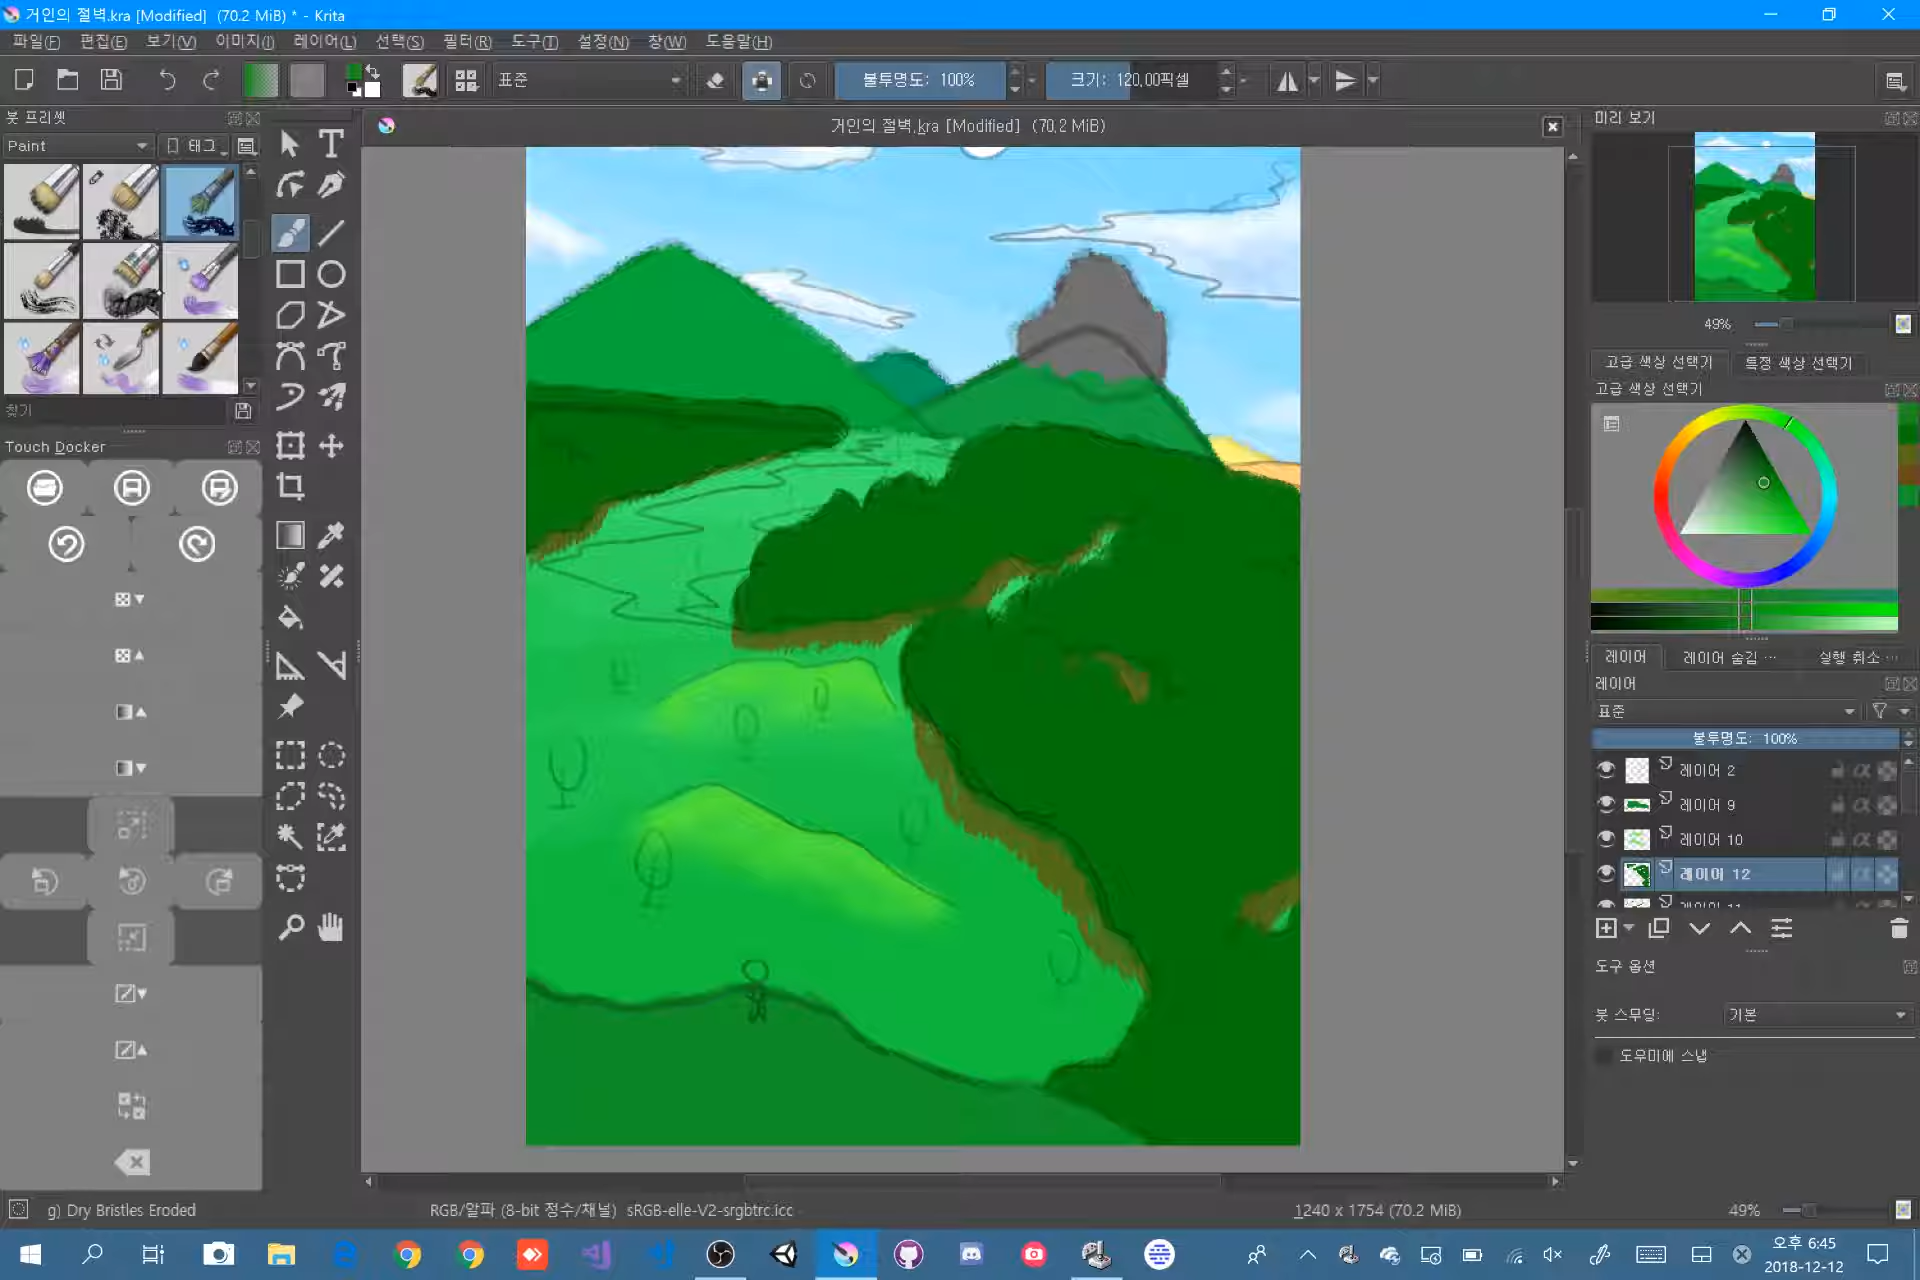 거인의 절벽.kra [Modified]  (70.2 MiB) * - Krita
파일(F) 편집(E) 보기(V) 이미지(I) 레이어(L) 선택(S) 필터(R) 도구(T) 설정(N) 창(W) 도움말(H)
표준 불투명도: 100% 크기: 120.00픽셀
붓 프리셋
Paint 태그
찾기
Touch Docker
거인의 절벽.kra [Modified]  (70.2 MiB)
미리 보기
49%
고급 색상 선택기 특정 색상 선택기
고급 색상 선택기
레이어 레이어 숨김 ... 실행 취소 ...
레이어
표준
불투명도: 100%
레이어 2
레이어 9
레이어 10
레이어 12
레이어 11
도구 옵션
붓 스무딩: 기본
도우미에 스냅
g) Dry Bristles Eroded
RGB/알파 (8-bit 정수/채널)  sRGB-elle-V2-srgbtrc.icc
1240 x 1754 (70.2 MiB)
49%
오후 6:45
2018-12-12